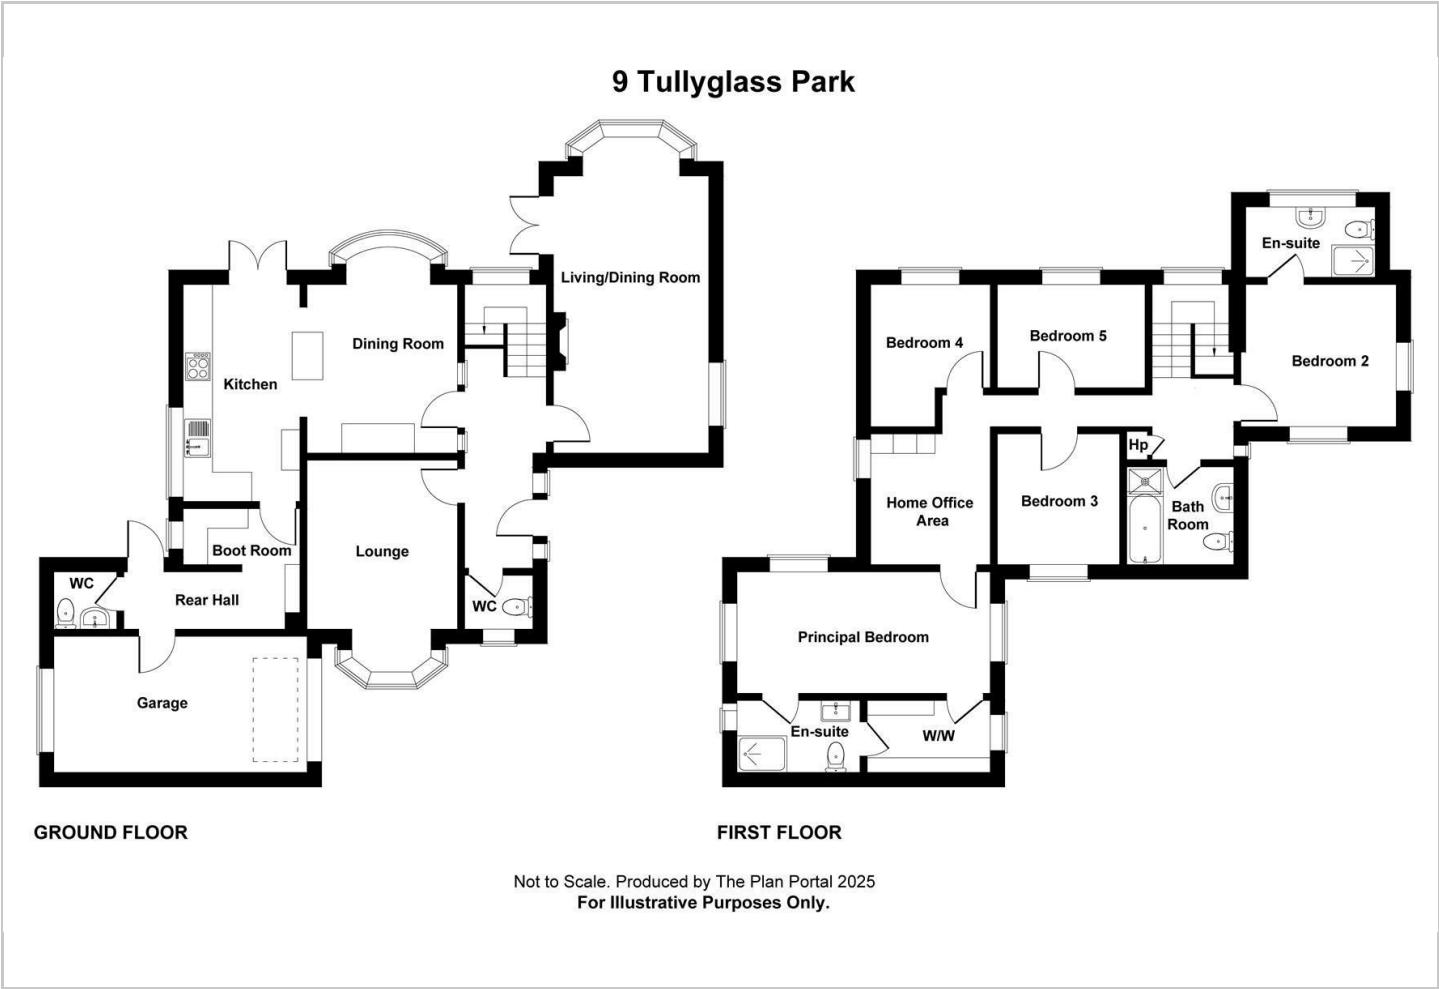 9 Tullyglass Park
Living/Dining Room
Dining Room
Kitchen
Boot Room
Lounge
WC
Rear Hall
WC
Garage
GROUND FLOOR
En-suite
Bedroom 4
Bedroom 5
Bedroom 2
Hp
Home Office
Area
Bedroom 3
Bath
Room
Principal Bedroom
En-suite
W/W
FIRST FLOOR
Not to Scale. Produced by The Plan Portal 2025
For Illustrative Purposes Only.